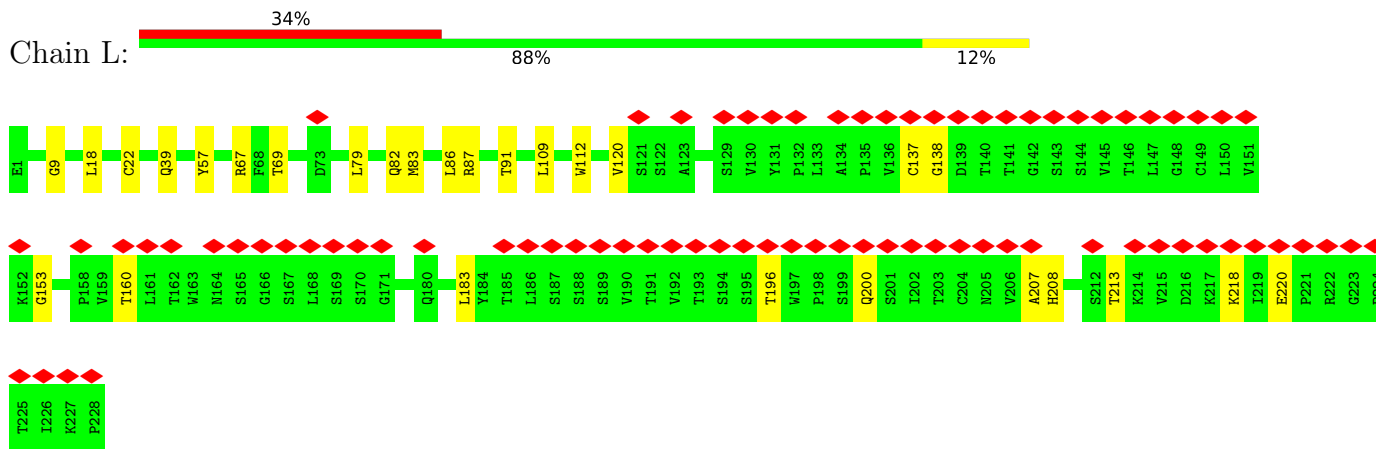 34%
Chain L:
88% 12%
E1 G9 L18 C22 Q39 Y57 R67 F68 T69 D73 L79 Q82 M83 L86 R87 T91 L109 W112 V120 S121 S122 A123 S129 V130 Y131 P132 L133 A134 P135 V136 C137 G138 D139 T140 T141 G142 S143 S144 V145 T146 L147 G148 C149 L150 V151
K152 G153 P158 V159 T160 L161 T162 W163 N164 S165 G166 S167 L168 S169 S170 G171 Q180 L183 Y184 T185 L186 S187 S188 S189 V190 T191 V192 T193 S194 S195 T196 W197 P198 S199 Q200 S201 I202 T203 C204 N205 V206 A207 H208 S212 T213 K214 V215 D216 K217 K218 I219 E220 P221 R222 G223
T225 I226 K227 P228